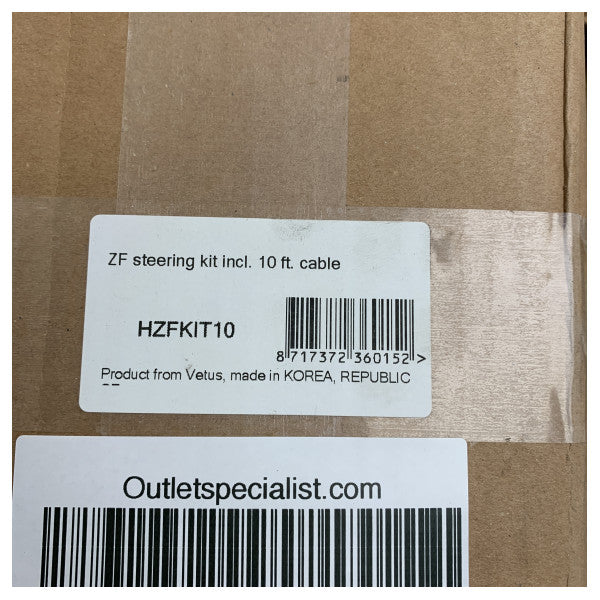 ZF steering kit incl. 10 ft. cable
HZFKIT10
8 717372 360152 >
Product from Vetus, made in KOREA, REPUBLIC
Outletspecialist.com